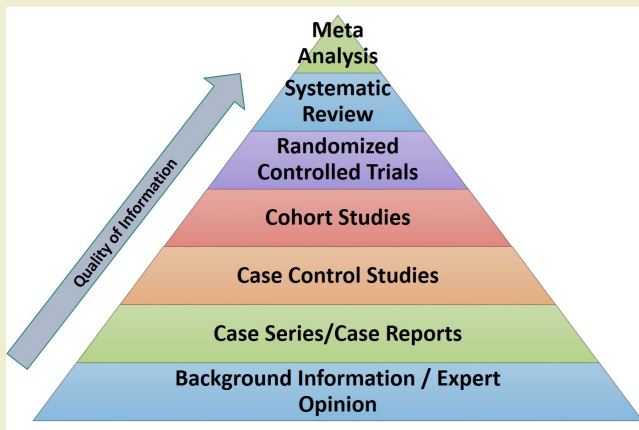 Meta
Analysis
Systematic
Review
Randomized
Controlled Trials
Cohort Studies
Case Control Studies
Case Series/Case Reports
Background Information / Expert
Opinion
Quality of Information